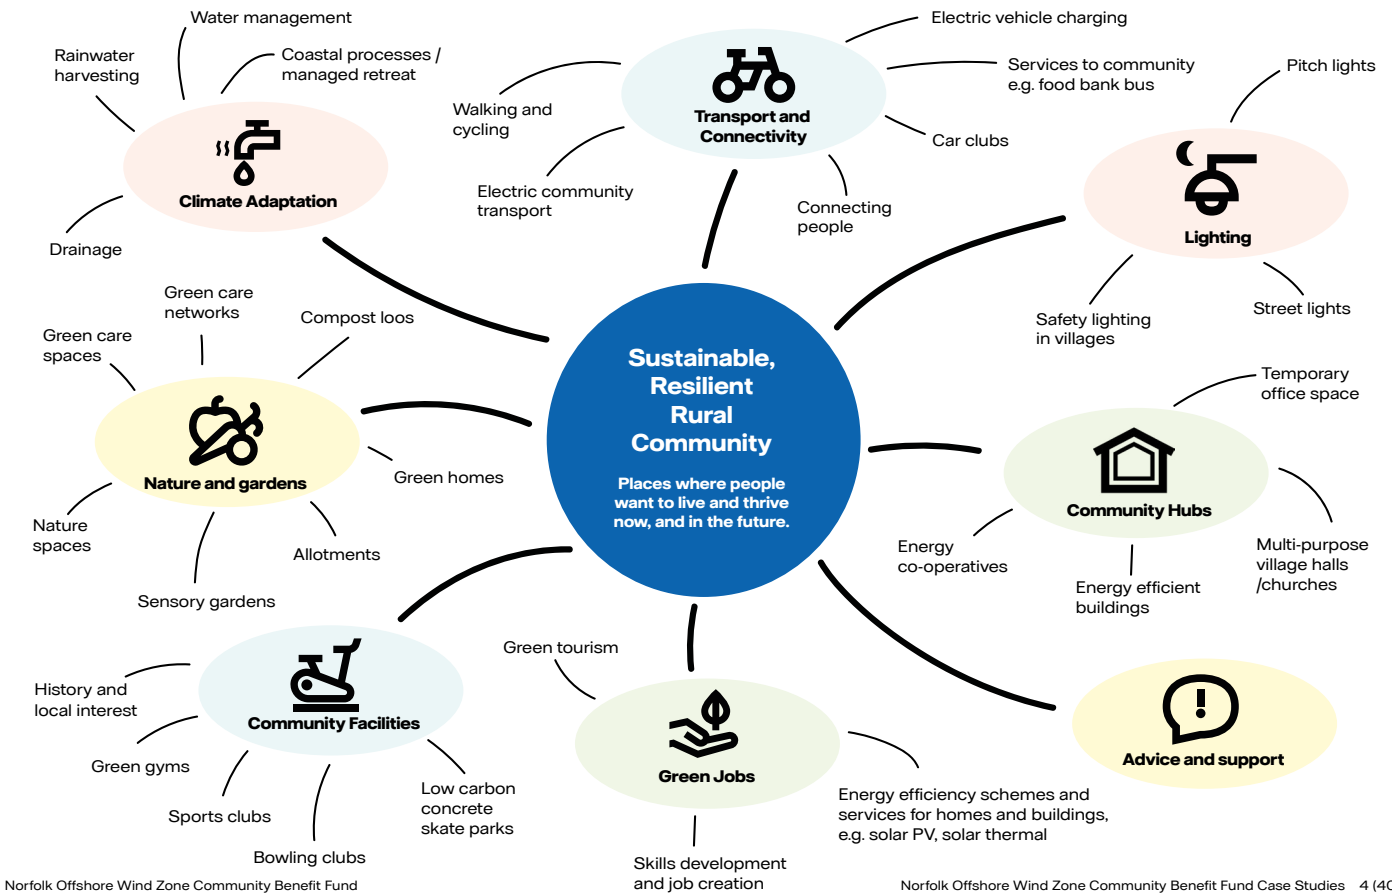 Water management
Rainwater
harvesting
Coastal processes /
managed retreat
Climate Adaptation
Drainage
Electric vehicle charging
Services to community
e.g. food bank bus
Walking and
cycling
Transport and
Connectivity
Car clubs
Electric community
transport
Connecting
people
Pitch lights
Lighting
Safety lighting
in villages
Street lights
Green care
networks
Compost loos
Green care
spaces
Nature and gardens
Green homes
Nature
spaces
Allotments
Sensory gardens
Sustainable,
Resilient
Rural
Community
Places where people
want to live and thrive
now, and in the future.
Temporary
office space
Community Hubs
Energy
co-operatives
Energy efficient
buildings
Multi-purpose
village halls
/churches
History and
local interest
Community Facilities
Green gyms
Sports clubs
Bowling clubs
Low carbon
concrete
skate parks
Green tourism
Green Jobs
Energy efficiency schemes and
services for homes and buildings,
e.g. solar PV, solar thermal
Skills development
and job creation
Advice and support
Norfolk Offshore Wind Zone Community Benefit Fund
Norfolk Offshore Wind Zone Community Benefit Fund Case Studies 4 (40